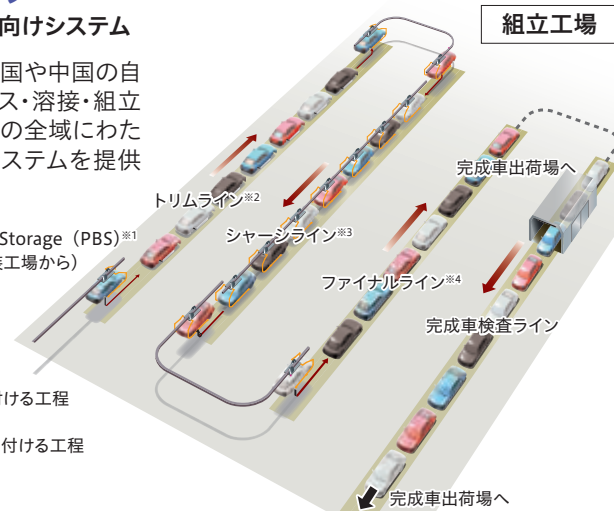 向けシステム
組立工場
国や中国の自
ス・溶接・組立
の全域にわた
ステムを提供
完成車出荷場へ
トリムライン※2
Storage（PBS）※1
装工場から）
シャーシライン※3
ファイナルライン※4
完成車検査ライン
付ける工程
付ける工程
完成車出荷場へ